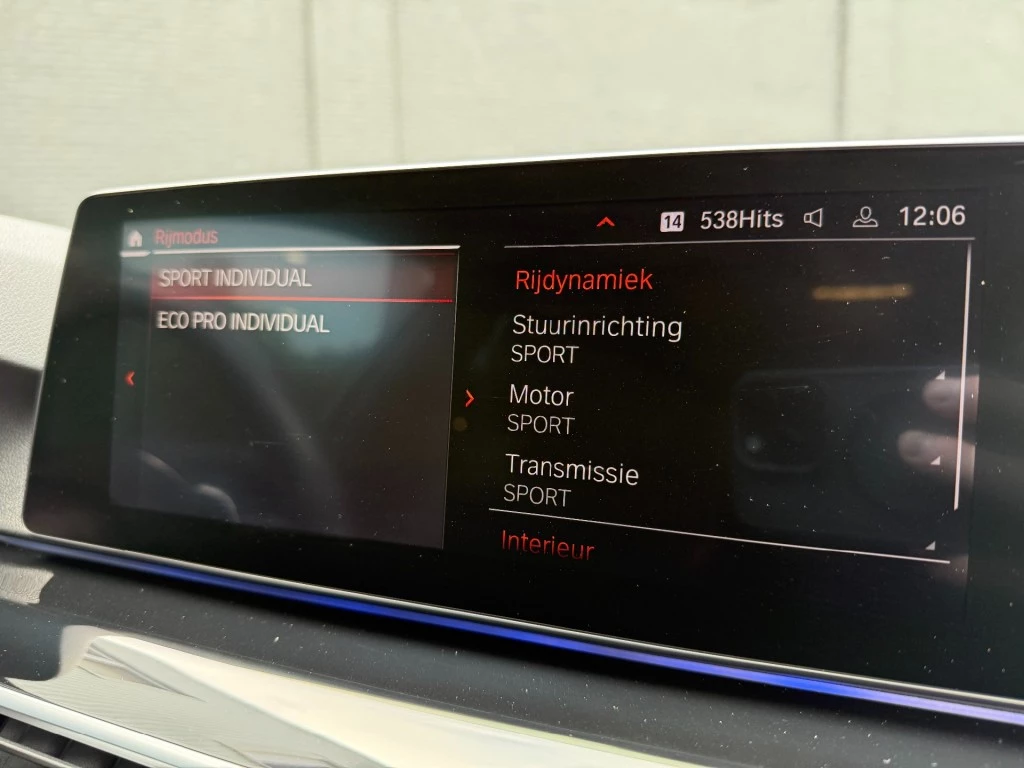 Rijmodus
14 538Hits 12:06
SPORT INDIVIDUAL
ECO PRO INDIVIDUAL
Rijdynamiek
Stuurinrichting
SPORT
Motor
SPORT
Transmissie
SPORT
Interieur